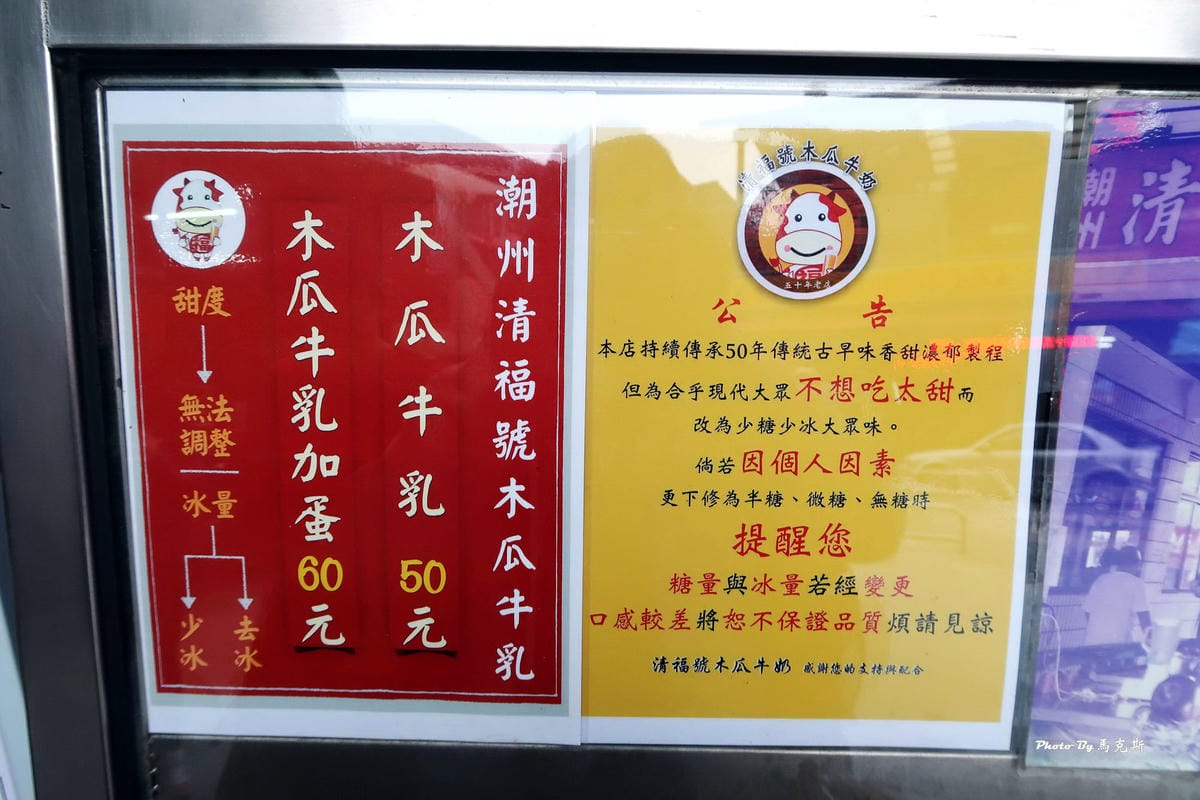 潮州清福號木瓜牛乳
木瓜牛乳 50元
木瓜牛乳加蛋 60元
福
甜度
無法
調整
冰量
少冰
去冰
清福號木瓜牛奶
五十年老店
公告
本店持續傳承50年傳統古早味香甜濃郁製程
但為合乎現代大眾不想吃太甜而
改為少糖少冰大眾味。
倘若因個人因素
更下修為半糖、微糖、無糖時
提醒您
糖量與冰量若經變更
口感較差將恕不保證品質煩請見諒
清福號木瓜牛奶 感謝您的支持與配合
潮州
清
Photo By 馬克斯